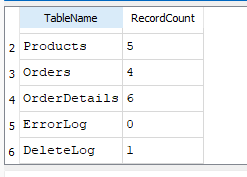 TableName RecordCount
2 Products 5
3 Orders 4
4 OrderDetails 6
5 ErrorLog 0
6 DeleteLog 1